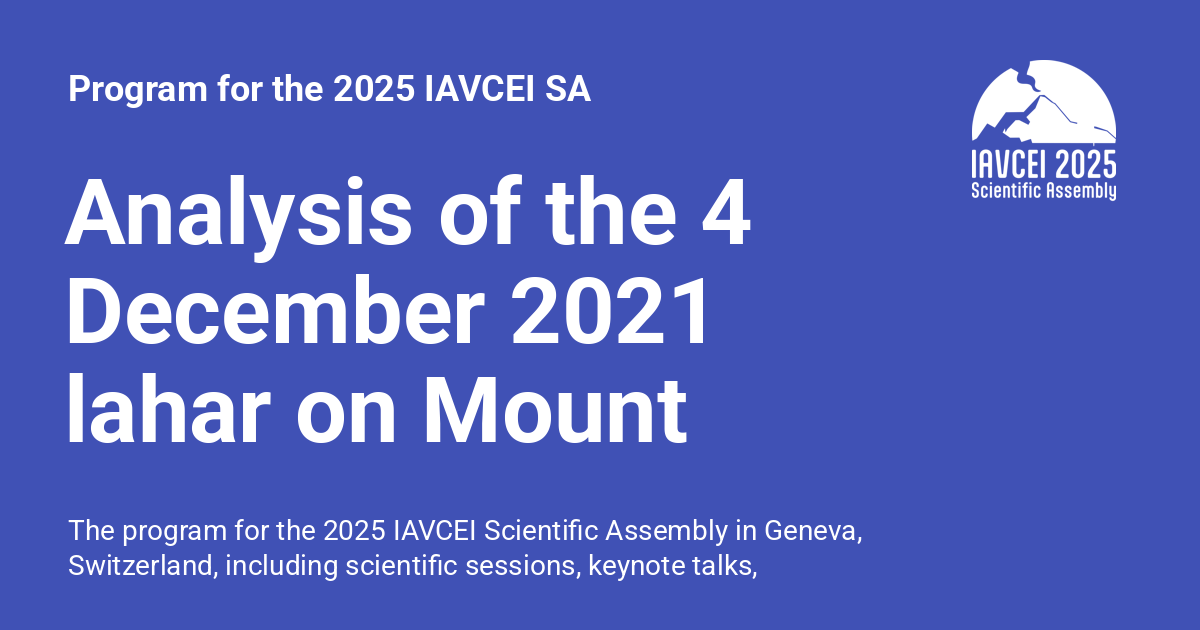 Program for the 2025 IAVCEI SA
IAVCEI 2025
Scientific Assembly
Analysis of the 4
December 2021
lahar on Mount
The program for the 2025 IAVCEI Scientific Assembly in Geneva,
Switzerland, including scientific sessions, keynote talks,